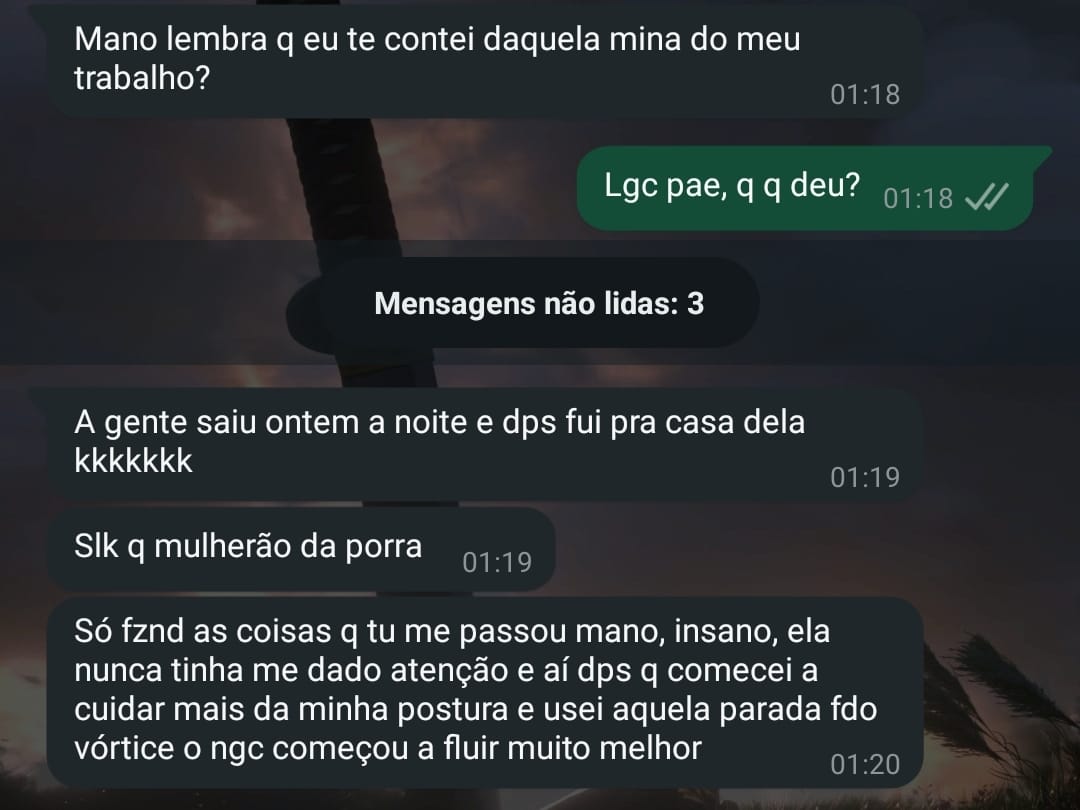 Mano lembra q eu te contei daquela mina do meu
trabalho?
01:18
Lgc pae, q q deu? 01:18
Mensagens não lidas: 3
A gente saiu ontem a noite e dps fui pra casa dela
kkkkkkk
01:19
Slk q mulherão da porra 01:19
Só fznd as coisas q tu me passou mano, insano, ela
nunca tinha me dado atenção e aí dps q comecei a
cuidar mais da minha postura e usei aquela parada fdo
vórtice o ngc começou a fluir muito melhor
01:20